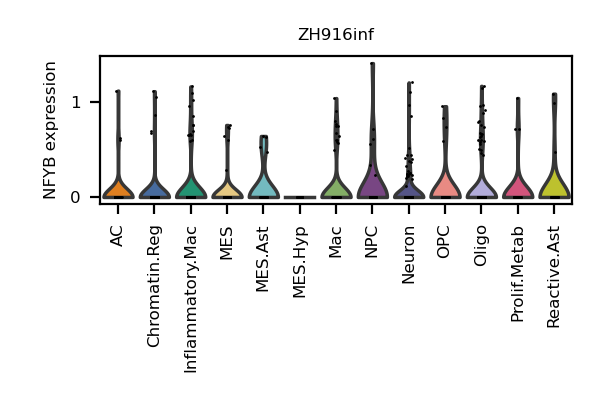 ZH916inf
NFYB expression
1
0
AC
Chromatin.Reg
Inflammatory.Mac
MES
MES.Ast
MES.Hyp
Mac
NPC
Neuron
OPC
Oligo
Prolif.Metab
Reactive.Ast